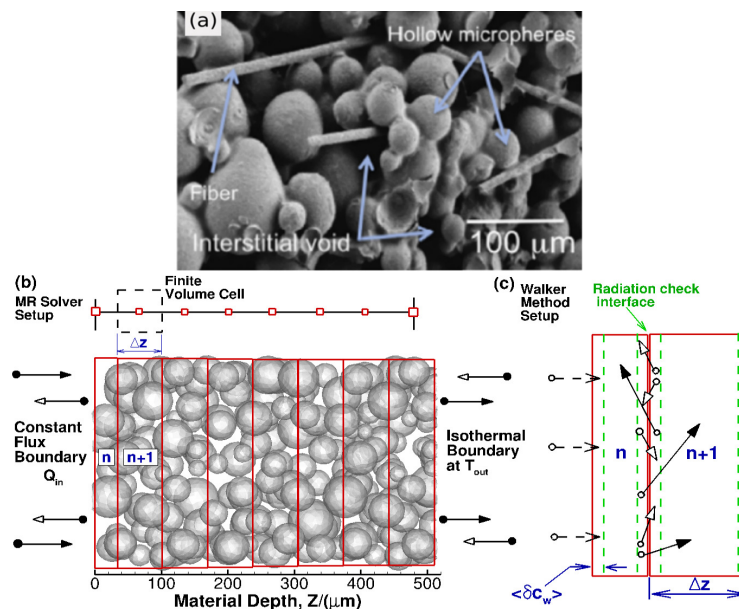 (a)
Hollow micropheres
Fiber
Interstitial void
100 μm
(b)
MR Solver
Setup
Finite
Volume Cell
Δz
Constant
Flux
Boundary
Q_in
n
n+1
Isothermal
Boundary
at T_out
0
100
200
300
400
500
Material Depth, Z/(μm)
(c)
Walker
Method
Setup
Radiation check
interface
n
n+1
<δc_w>
Δz